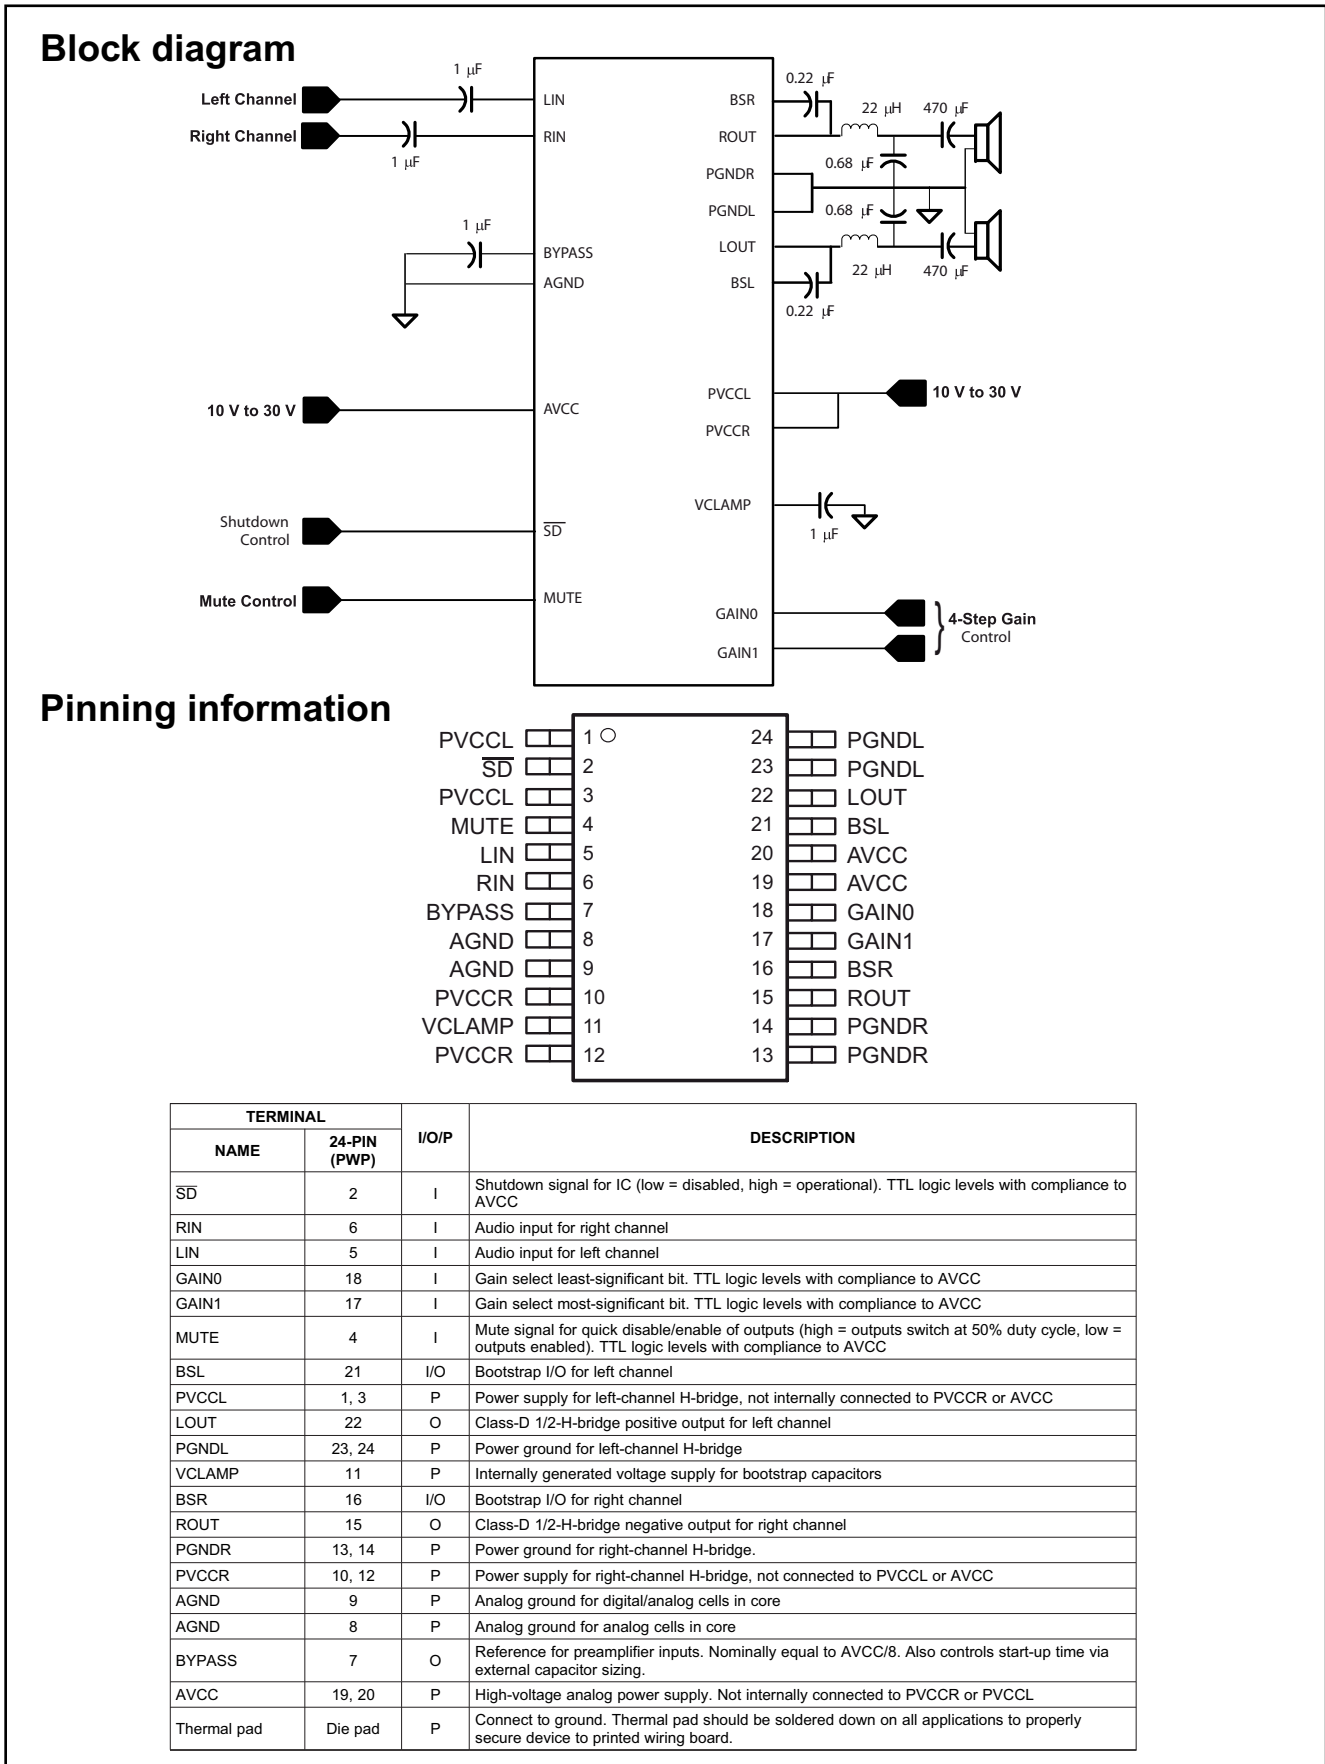 Block diagram
1 μF
Left Channel
LIN
Right Channel
RIN
1 μF
1 μF
BYPASS
AGND
10 V to 30 V
AVCC
Shutdown
Control
SD
Mute Control
MUTE
0.22 μF
BSR
22 μH
470 μF
ROUT
0.68 μF
PGNDR
PGNDL
0.68 μF
LOUT
22 μH
470 μF
BSL
0.22 μF
PVCCL
10 V to 30 V
PVCCR
VCLAMP
1 μF
GAIN0
4-Step Gain
Control
GAIN1
}
Pinning information
PVCCL 1 24 PGNDL
SD 2 23 PGNDL
PVCCL 3 22 LOUT
MUTE 4 21 BSL
LIN 5 20 AVCC
RIN 6 19 AVCC
BYPASS 7 18 GAIN0
AGND 8 17 GAIN1
AGND 9 16 BSR
PVCCR 10 15 ROUT
VCLAMP 11 14 PGNDR
PVCCR 12 13 PGNDR
TERMINAL
I/O/P
DESCRIPTION
NAME
24-PIN
(PWP)
SD 2 I Shutdown signal for IC (low = disabled, high = operational). TTL logic levels with compliance to
AVCC
RIN 6 I Audio input for right channel
LIN 5 I Audio input for left channel
GAIN0 18 I Gain select least-significant bit. TTL logic levels with compliance to AVCC
GAIN1 17 I Gain select most-significant bit. TTL logic levels with compliance to AVCC
MUTE 4 I Mute signal for quick disable/enable of outputs (high = outputs switch at 50% duty cycle, low =
outputs enabled). TTL logic levels with compliance to AVCC
BSL 21 I/O Bootstrap I/O for left channel
PVCCL 1, 3 P Power supply for left-channel H-bridge, not internally connected to PVCCR or AVCC
LOUT 22 O Class-D 1/2-H-bridge positive output for left channel
PGNDL 23, 24 P Power ground for left-channel H-bridge
VCLAMP 11 P Internally generated voltage supply for bootstrap capacitors
BSR 16 I/O Bootstrap I/O for right channel
ROUT 15 O Class-D 1/2-H-bridge negative output for right channel
PGNDR 13, 14 P Power ground for right-channel H-bridge.
PVCCR 10, 12 P Power supply for right-channel H-bridge, not connected to PVCCL or AVCC
AGND 9 P Analog ground for digital/analog cells in core
AGND 8 P Analog ground for analog cells in core
BYPASS 7 O Reference for preamplifier inputs. Nominally equal to AVCC/8. Also controls start-up time via
external capacitor sizing.
AVCC 19, 20 P High-voltage analog power supply. Not internally connected to PVCCR or PVCCL
Thermal pad Die pad P Connect to ground. Thermal pad should be soldered down on all applications to properly
secure device to printed wiring board.